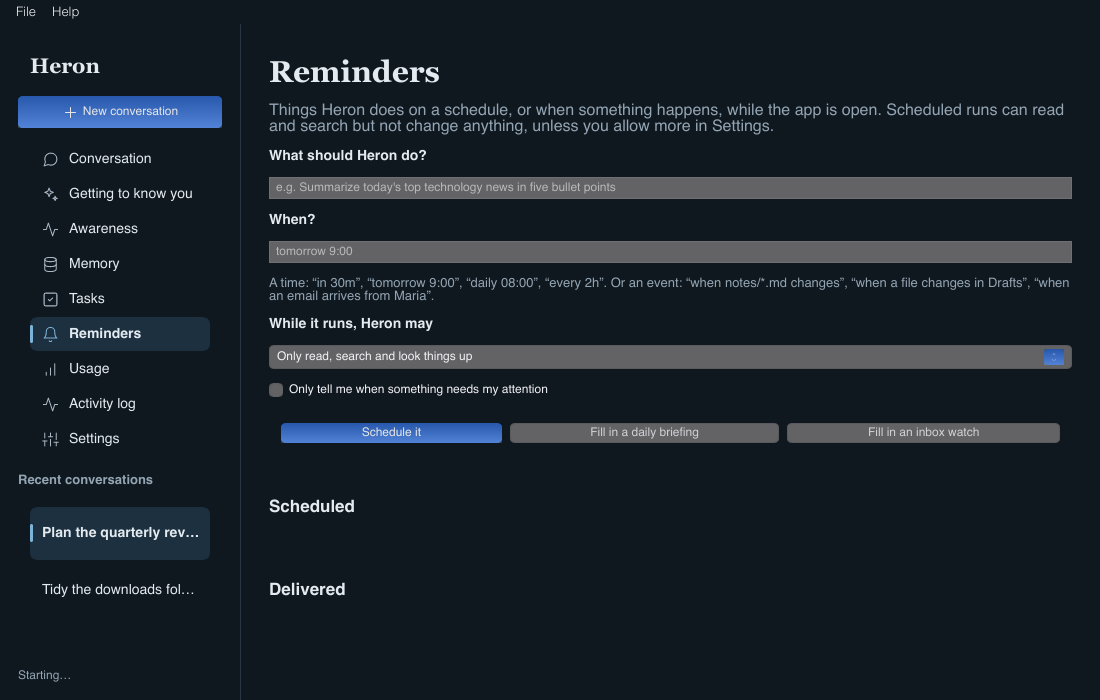 File Help
Heron
New conversation
Conversation
Getting to know you
Awareness
Memory
Tasks
Reminders
Usage
Activity log
Settings
Recent conversations
Plan the quarterly rev…
Tidy the downloads fol…
Starting…
Reminders
Things Heron does on a schedule, or when something happens, while the app is open. Scheduled runs can read
and search but not change anything, unless you allow more in Settings.
What should Heron do?
e.g. Summarize today's top technology news in five bullet points
When?
tomorrow 9:00
A time: “in 30m”, “tomorrow 9:00”, “daily 08:00”, “every 2h”. Or an event: “when notes/*.md changes”, “when a file changes in Drafts”, “when
an email arrives from Maria”.
While it runs, Heron may
Only read, search and look things up
Only tell me when something needs my attention
Schedule it
Fill in a daily briefing
Fill in an inbox watch
Scheduled
Delivered